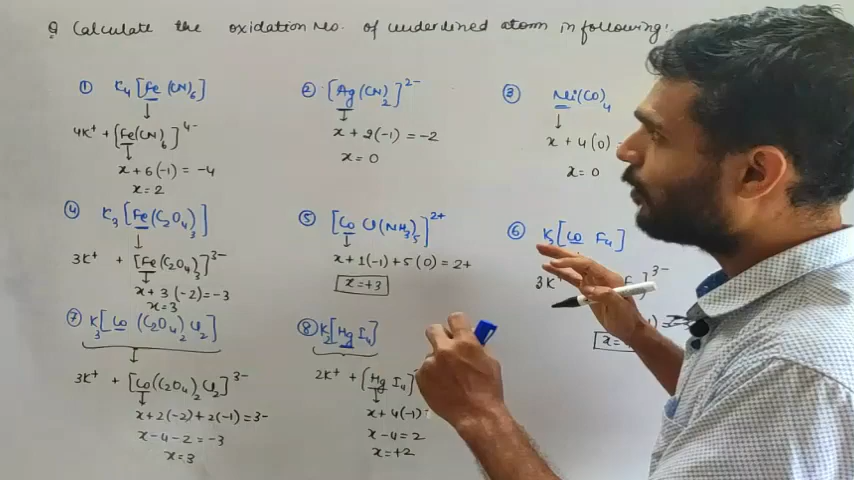 Q Calculate the oxidation No. of underlined atom in following:
① K4[Fe(CN)6]
4K+ + [Fe(CN)6]4-
x+6(-1) = -4
x=2
② [Ag(CN)2]2-
x+2(-1) = -2
x=0
③ Ni(CO)4
x+4(0)
x=0
④ K3[Fe(C2O4)3]
3K+ + [Fe(C2O4)3]3-
x+3(-2)=-3
x=3
⑤ [Co Cl(NH3)5]2+
x+1(-1)+5(0)=2+
x=+3
⑥ [Co F4]
3K+ 3-
x=
⑦ K3[Co (C2O4)2 Cl2]
3K+ + [Co(C2O4)2 Cl2]3-
x+2(-2)+2(-1)=3-
x-4-2=-3
x=3
⑧ K2[Hg I4]
2K+ + [Hg I4]
x+4(-1)
x-4=2
x=+2